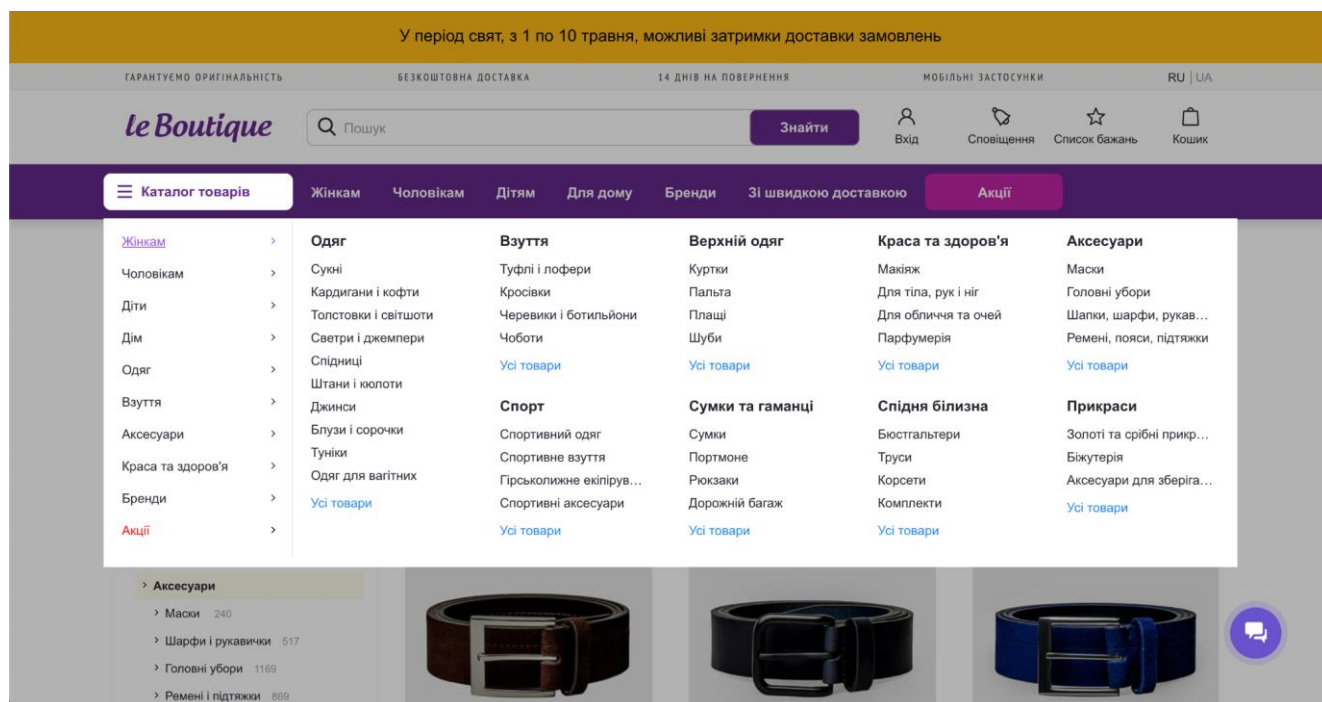 У період свят, з 1 по 10 травня, можливі затримки доставки замовлень
ГАРАНТУЄМО ОРИГІНАЛЬНІСТЬ БЕЗКОШТОВНА ДОСТАВКА 14 ДНІВ НА ПОВЕРНЕННЯ МОБІЛЬНІ ЗАСТОСУНКИ RU | UA
le Boutique Пошук Знайти Вхід Сповіщення Список бажань Кошик
Каталог товарів Жінкам Чоловікам Дітям Для дому Бренди Зі швидкою доставкою Акції
Жінкам
Чоловікам
Діти
Дім
Одяг
Взуття
Аксесуари
Краса та здоров'я
Бренди
Акції
Одяг
Сукні
Кардигани і кофти
Толстовки і світшоти
Светри і джемпери
Спідниці
Штани і кюлоти
Джинси
Блузи і сорочки
Туніки
Одяг для вагітних
Усі товари
Взуття
Туфлі і лофери
Кросівки
Черевики і ботильйони
Чоботи
Усі товари
Спорт
Спортивний одяг
Спортивне взуття
Гірськолижне екіпірув...
Спортивні аксесуари
Усі товари
Верхній одяг
Куртки
Пальта
Плащі
Шуби
Усі товари
Сумки та гаманці
Сумки
Портмоне
Рюкзаки
Дорожній багаж
Усі товари
Краса та здоров'я
Макіяж
Для тіла, рук і ніг
Для обличчя та очей
Парфумерія
Усі товари
Спідня білизна
Бюстгальтери
Труси
Корсети
Комплекти
Усі товари
Аксесуари
Маски
Головні убори
Шапки, шарфи, рукав...
Ремені, пояси, підтяжки
Усі товари
Прикраси
Золоті та срібні прикр...
Біжутерія
Аксесуари для зберіга...
Усі товари
Аксесуари
Маски 240
Шарфи і рукавички 517
Головні убори 1169
Ремені і підтяжки 869